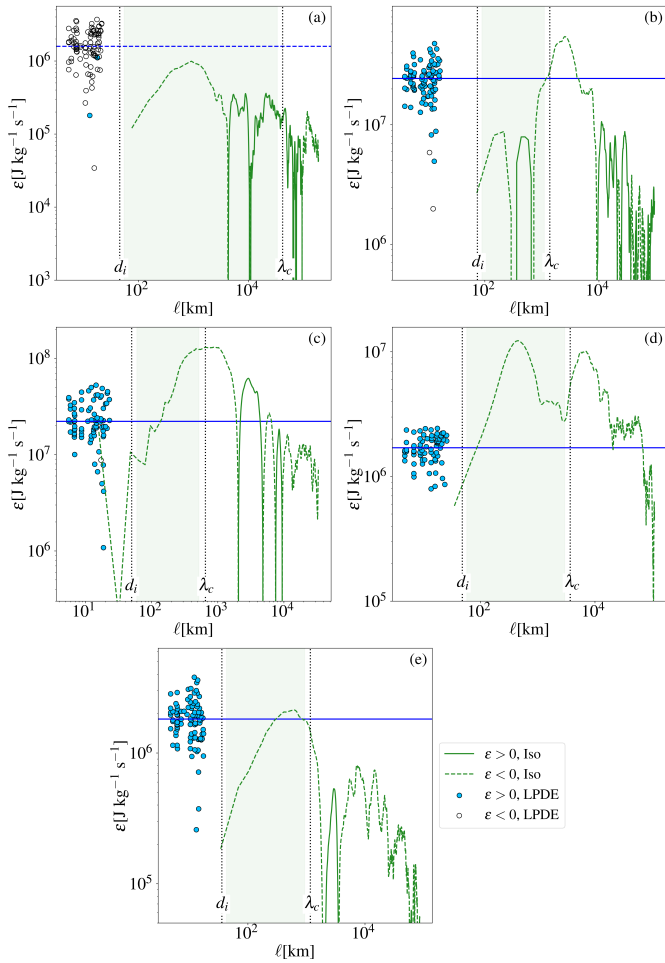 (a)
10⁶
10⁵
10⁴
10³
ε[J kg⁻¹ s⁻¹]
d_i
λ_c
10²
10⁴
ℓ[km]
(b)
10⁷
10⁶
ε[J kg⁻¹ s⁻¹]
d_i
λ_c
10²
10⁴
ℓ[km]
(c)
10⁸
10⁷
10⁶
ε[J kg⁻¹ s⁻¹]
d_i
λ_c
10¹
10²
10³
10⁴
ℓ[km]
(d)
10⁷
10⁶
10⁵
ε[J kg⁻¹ s⁻¹]
d_i
λ_c
10²
10⁴
ℓ[km]
(e)
10⁶
10⁵
ε[J kg⁻¹ s⁻¹]
d_i
λ_c
10²
10⁴
ℓ[km]
ε > 0, Iso
ε < 0, Iso
ε > 0, LPDE
ε < 0, LPDE